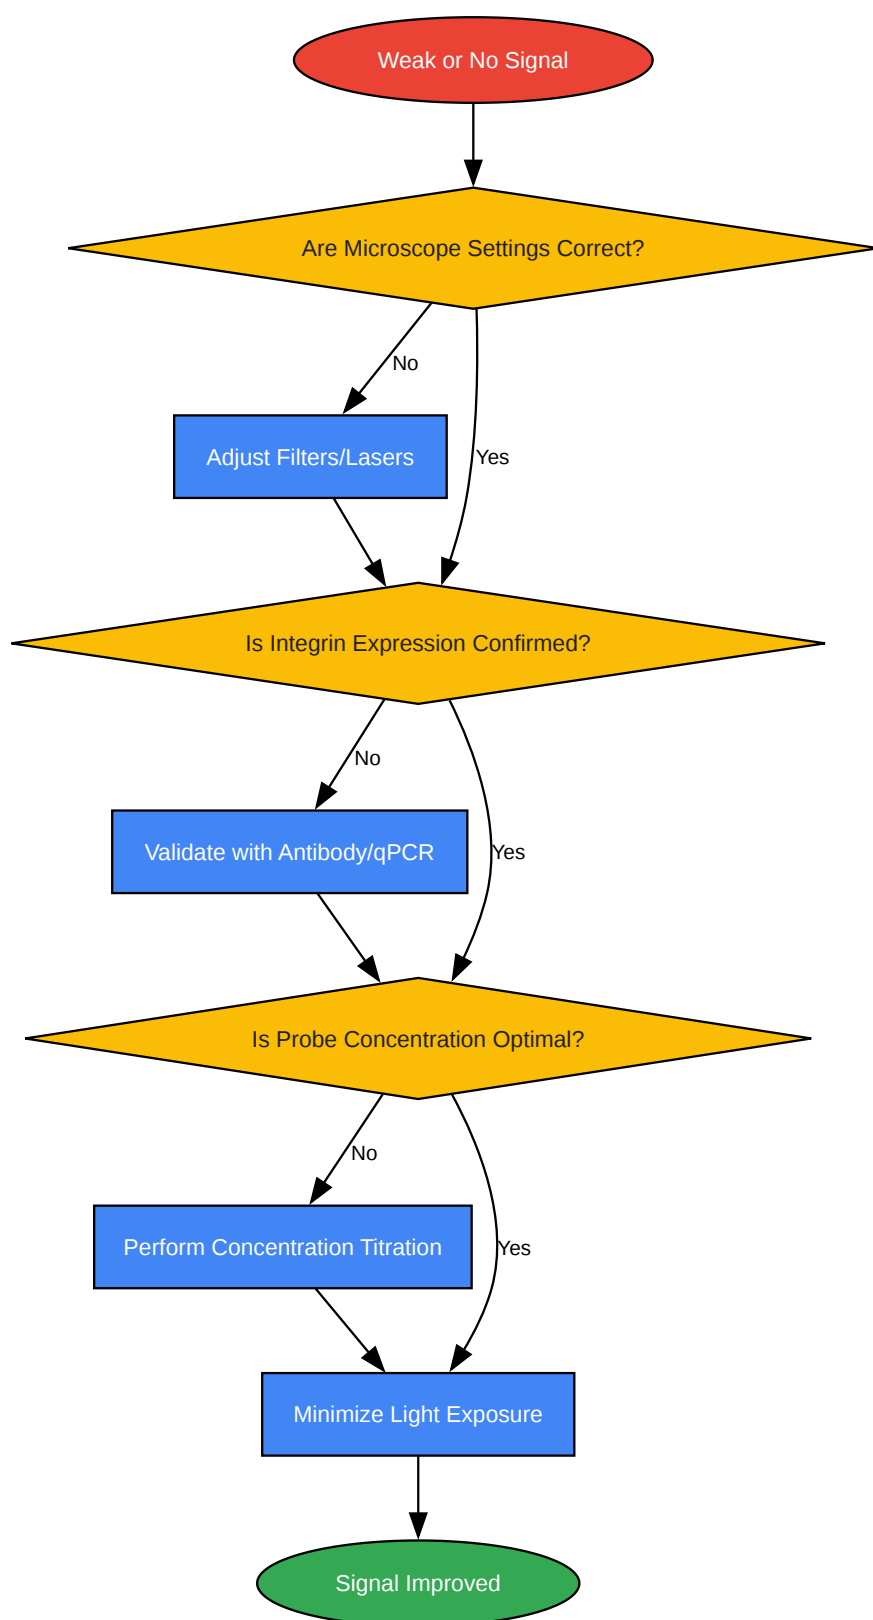 Weak or No Signal
Are Microscope Settings Correct?
No
Adjust Filters/Lasers
Yes
Is Integrin Expression Confirmed?
No
Validate with Antibody/qPCR
Yes
Is Probe Concentration Optimal?
No
Perform Concentration Titration
Yes
Minimize Light Exposure
Signal Improved